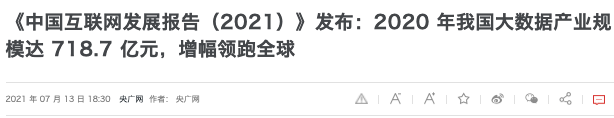 《中国互联网发展报告（2021）》发布：2020 年我国大数据产业规
模达 718.7 亿元，增幅领跑全球
2021 年 07 月 13 日 18:30 央广网 作者： 央广网 A- A+